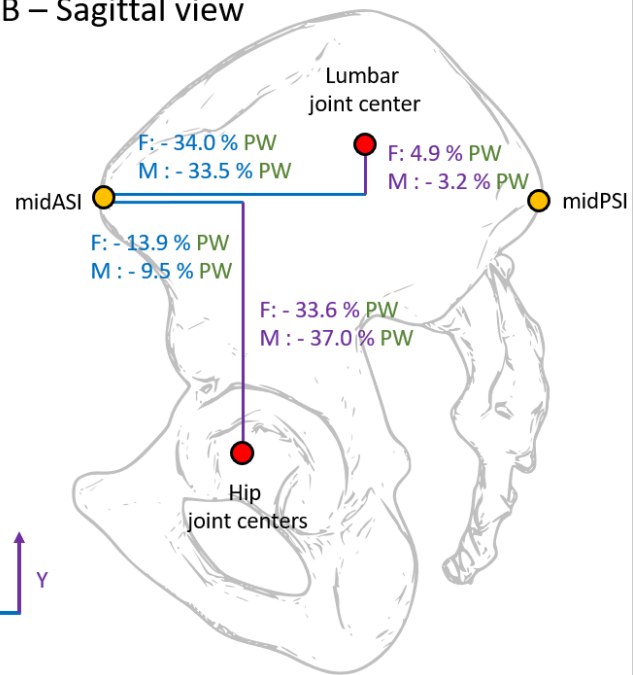 B – Sagittal view
Lumbar
joint center
F: - 34.0 % PW
M : - 33.5 % PW
F: 4.9 % PW
M : - 3.2 % PW
midASI
midPSI
F: - 13.9 % PW
M : - 9.5 % PW
F: - 33.6 % PW
M : - 37.0 % PW
Hip
joint centers
Y